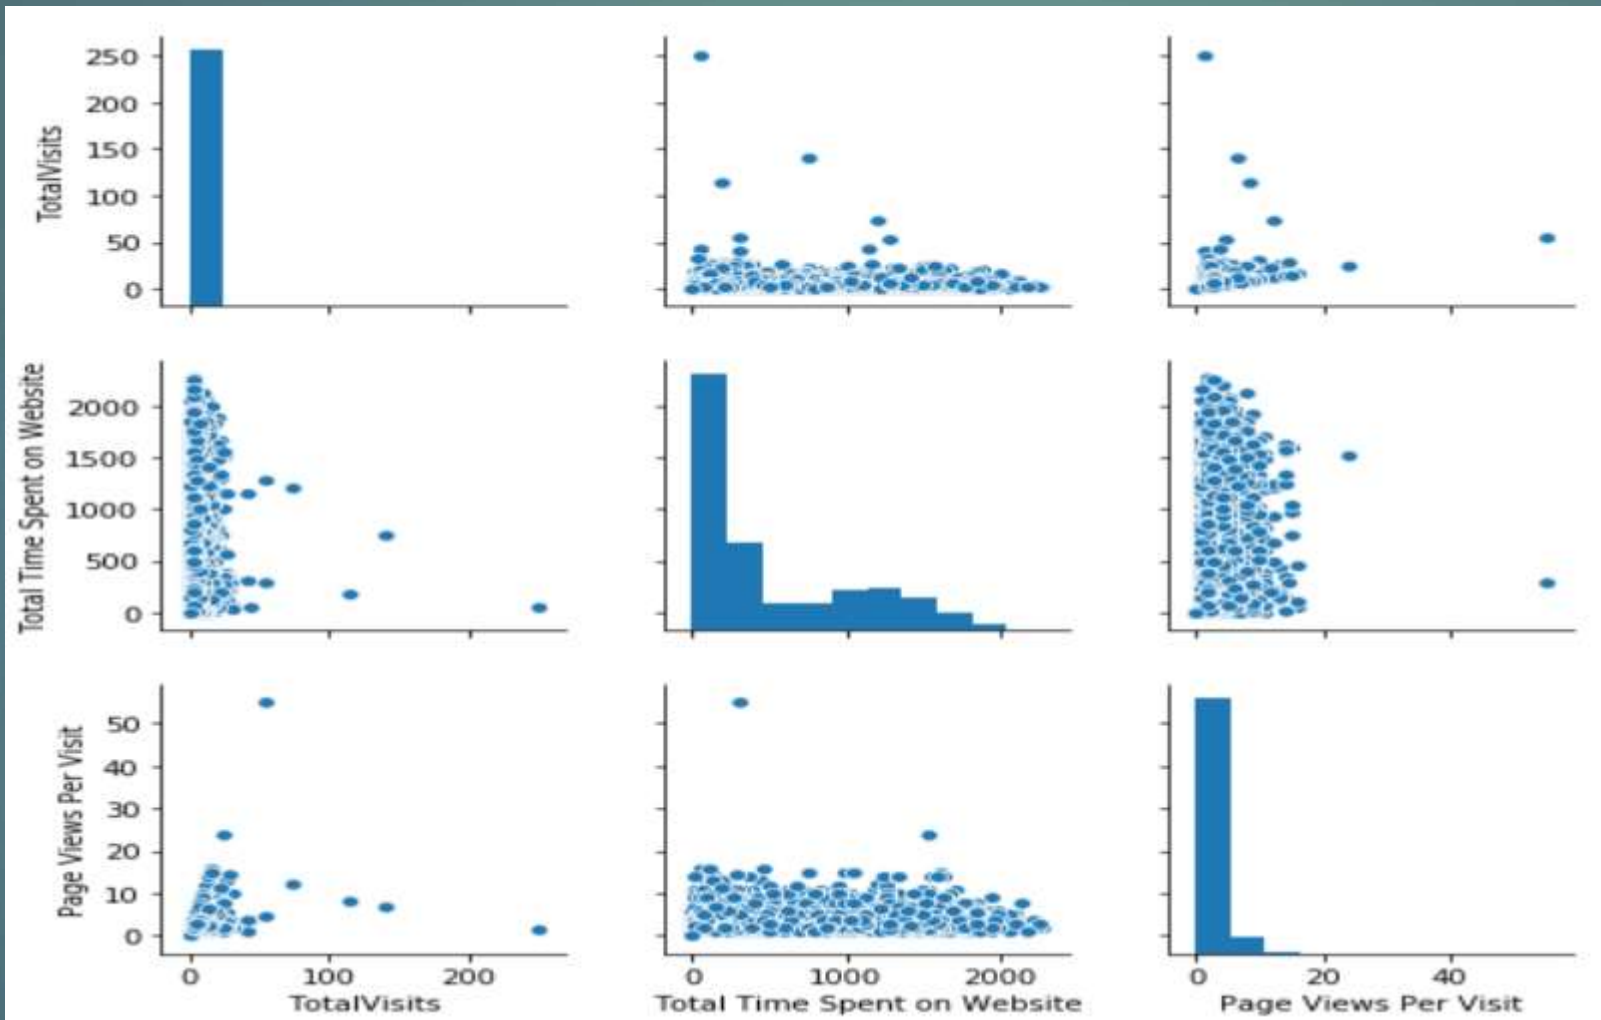 TotalVisits
250
200
150
100
50
0
Total Time Spent on Website
2000
1500
1000
500
0
Page Views Per Visit
50
40
30
20
10
0
0 100 200
TotalVisits
0 1000 2000
Total Time Spent on Website
0 20 40
Page Views Per Visit